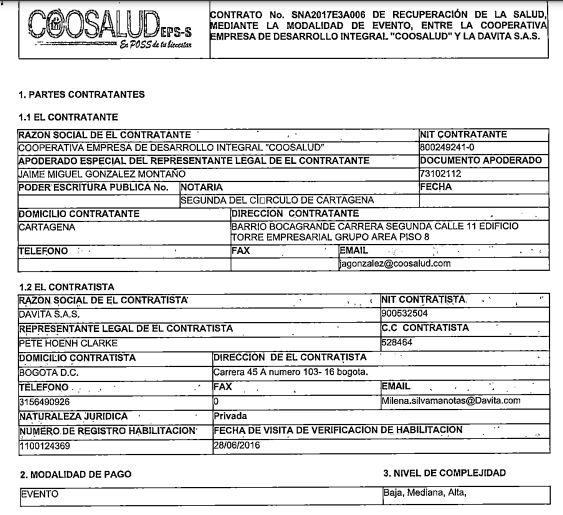 COOSALUD EPS-S
En POSS de tu bienestar
CONTRATO No. SNA2017E3A006 DE RECUPERACIÓN DE LA SALUD,
MEDIANTE LA MODALIDAD DE EVENTO, ENTRE LA COOPERATIVA
EMPRESA DE DESARROLLO INTEGRAL "COOSALUD" Y LA DAVITA S.A.S.
1. PARTES CONTRATANTES
1.1 EL CONTRATANTE
RAZON SOCIAL DE EL CONTRATANTE NIT CONTRATANTE
COOPERATIVA EMPRESA DE DESARROLLO INTEGRAL "COOSALUD" 800249241-0
APODERADO ESPECIAL DEL REPRESENTANTE LEGAL DE EL CONTRATANTE DOCUMENTO APODERADO
JAIME MIGUEL GONZALEZ MONTAÑO 73102112
PODER ESCRITURA PUBLICA No. NOTARIA FECHA
SEGUNDA DEL CÍ□RCULO DE CARTAGENA
DOMICILIO CONTRATANTE DIRECCION CONTRATANTE
CARTAGENA BARRIO BOCAGRANDE CARRERA SEGUNDA CALLE 11 EDIFICIO
TORRE EMPRESARIAL GRUPO AREA PISO 8
TELEFONO FAX EMAIL
jagonzalez@coosalud.com
1.2 EL CONTRATISTA
RAZON SOCIAL DE EL CONTRATISTA NIT CONTRATISTA
DAVITA S.A.S. 900532504
REPRESENTANTE LEGAL DE EL CONTRATISTA C.C CONTRATISTA
PETE HOENH CLARKE 528464
DOMICILIO CONTRATISTA DIRECCION DE EL CONTRATISTA
BOGOTA D.C. Carrera 45 A numero 103- 16 bogota.
TELEFONO FAX EMAIL
3156490926 0 Milena.silvamanotas@Davita.com
NATURALEZA JURIDICA Privada
NUMERO DE REGISTRO HABILITACION FECHA DE VISITA DE VERIFICACION DE HABILITACION
1100124369 28/06/2016
2. MODALIDAD DE PAGO 3. NIVEL DE COMPLEJIDAD
EVENTO Baja, Mediana, Alta,